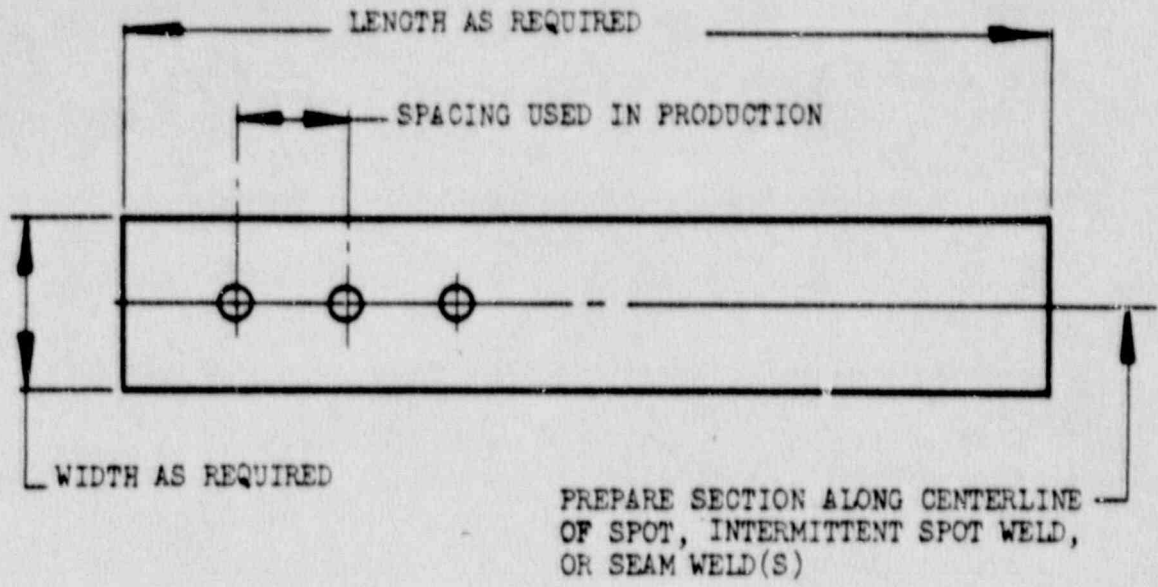 LENGTH AS REQUIRED
SPACING USED IN PRODUCTION
WIDTH AS REQUIRED
PREPARE SECTION ALONG CENTERLINE
OF SPOT, INTERMITTENT SPOT WELD,
OR SEAM WELD(S)